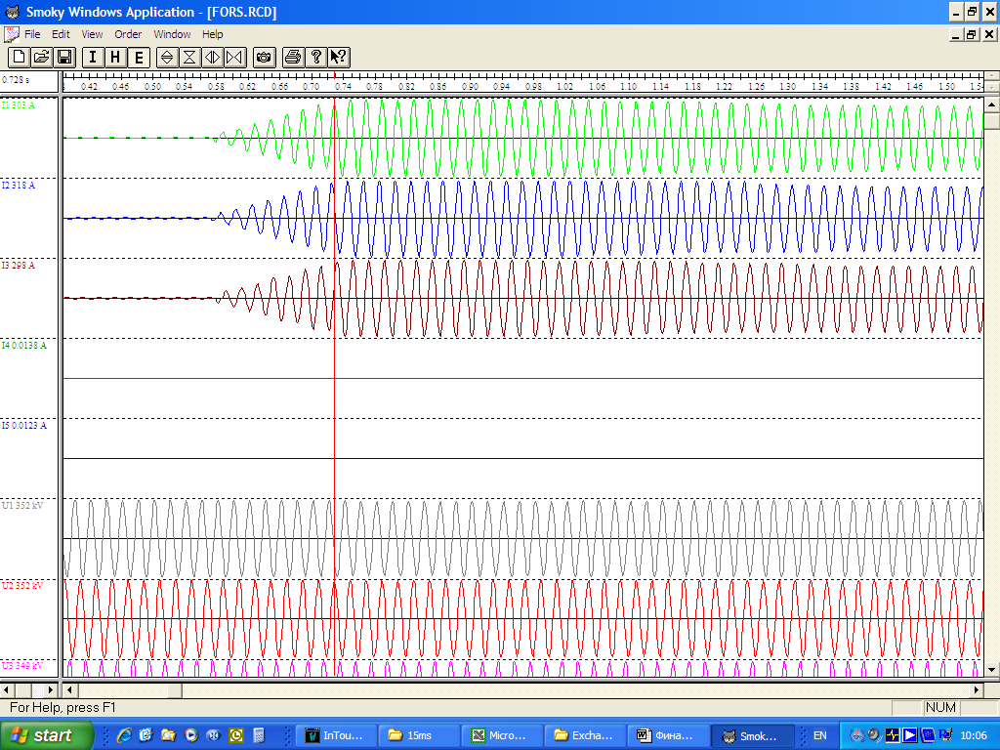 Smoky Windows Application - [FORS.RCD]
File Edit View Order Window Help
I H E
0.728 s
0.42 0.46 0.50 0.54 0.58 0.62 0.66 0.70 0.74 0.78 0.82 0.86 0.90 0.94 0.98 1.02 1.06 1.10 1.14 1.18 1.22 1.26 1.30 1.34 1.38 1.42 1.46 1.50 1.54
I1 303 A
I2 318 A
I3 298 A
I4 0.0138 A
I5 0.0123 A
U1 352 kV
U2 352 kV
U3 349 kV
For Help, press F1 NUM
start InTou... 15ms Micro... Excha... Фина... Smok... EN 10:06